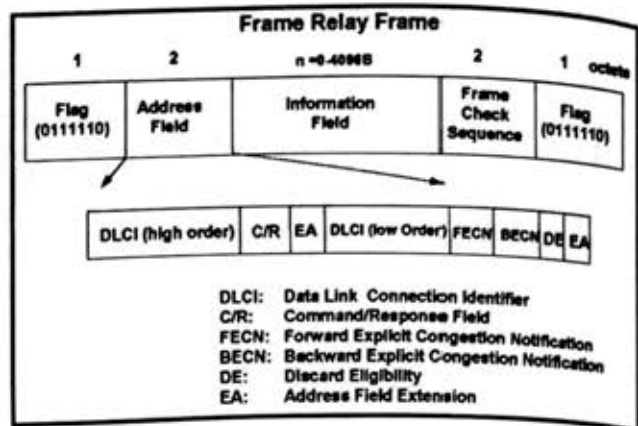 Frame Relay Frame
1 2 n =0-4096B 2 1 octets
Flag (0111110)
Address Field
Information Field
Frame Check Sequence
Flag (0111110)
DLCI (high order) C/R EA DLCI (low Order) FECN BECN DE EA
DLCI: Data Link Connection Identifier
C/R: Command/Response Field
FECN: Forward Explicit Congestion Notification
BECN: Backward Explicit Congestion Notification
DE: Discard Eligibility
EA: Address Field Extension